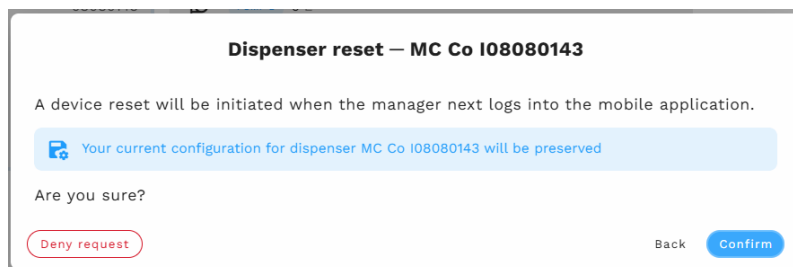 Dispenser reset — MC Co I08080143
A device reset will be initiated when the manager next logs into the mobile application.
Your current configuration for dispenser MC Co I08080143 will be preserved
Are you sure?
Deny request
Back
Confirm